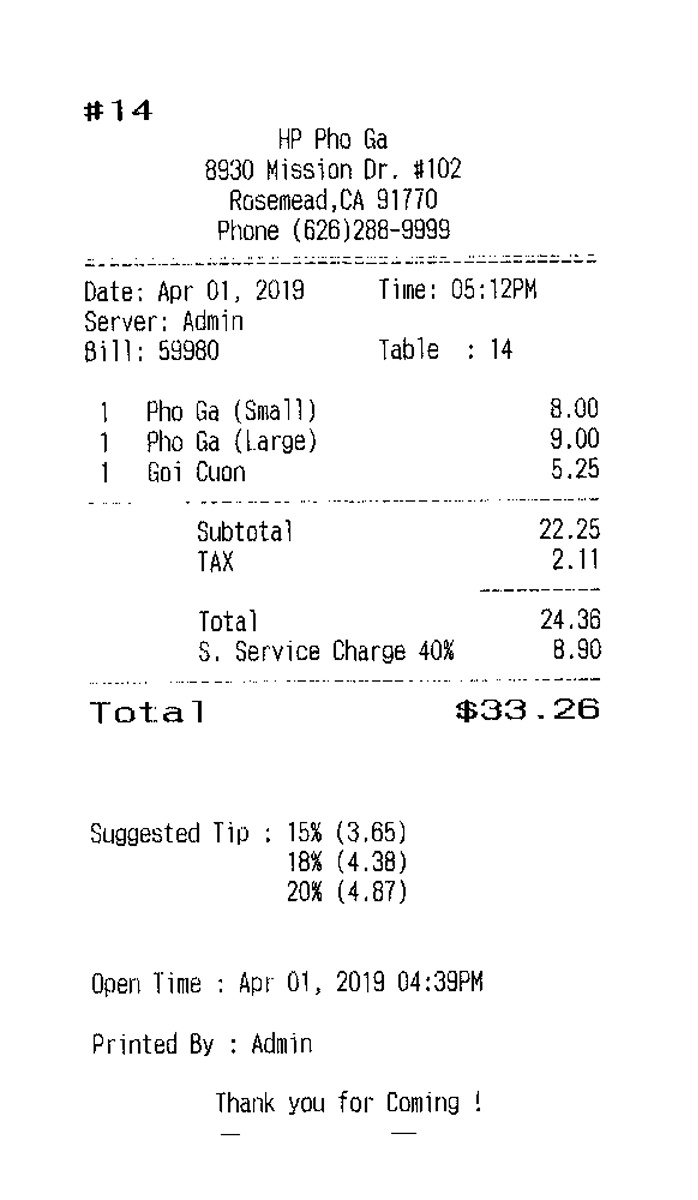 #14
HP Pho Ga
8930 Mission Dr. #102
Rosemead,CA 91770
Phone (626)288-9999
Date: Apr 01, 2019 Time: 05:12PM
Server: Admin
Bill: 59980 Table : 14
1 Pho Ga (Small) 8.00
1 Pho Ga (Large) 9.00
1 Goi Cuon 5.25
Subtotal 22.25
TAX 2.11
Total 24.36
S. Service Charge 40% 8.90
Total $33.26
Suggested Tip : 15% (3.65)
18% (4.38)
20% (4.87)
Open Time : Apr 01, 2019 04:39PM
Printed By : Admin
Thank you for Coming !